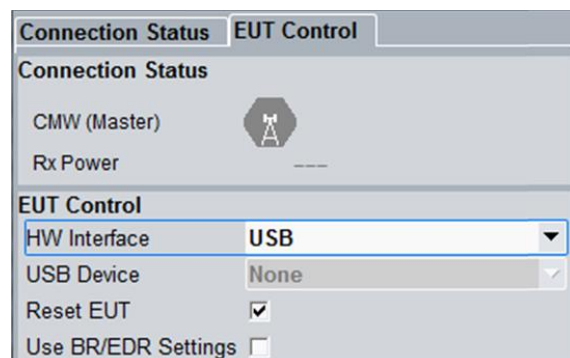 Connection Status EUT Control
Connection Status
CMW (Master)
Rx Power ---
EUT Control
HW Interface USB
USB Device None
Reset EUT
Use BR/EDR Settings